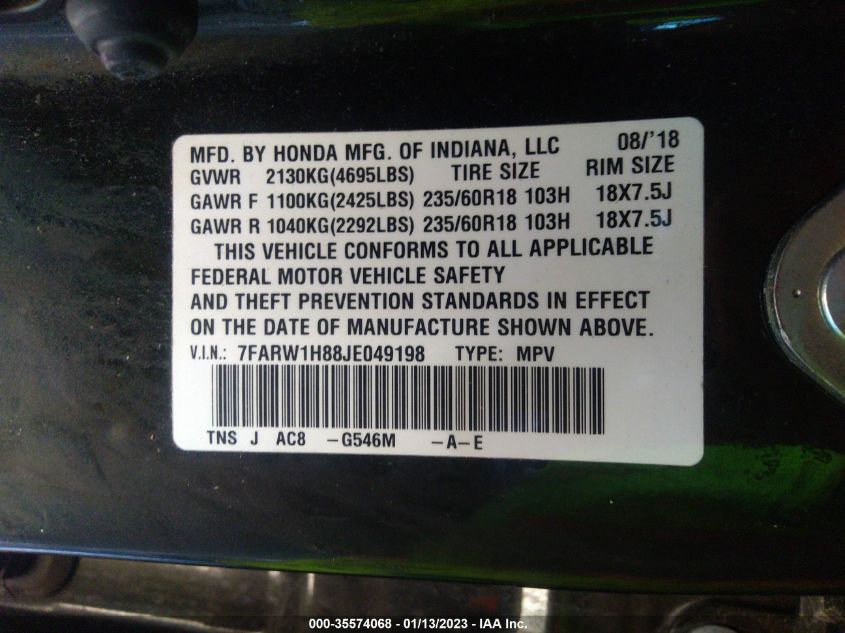 MFD. BY HONDA MFG. OF INDIANA, LLC 08/'18
GVWR 2130KG(4695LBS) TIRE SIZE RIM SIZE
GAWR F 1100KG(2425LBS) 235/60R18 103H 18X7.5J
GAWR R 1040KG(2292LBS) 235/60R18 103H 18X7.5J
THIS VEHICLE CONFORMS TO ALL APPLICABLE
FEDERAL MOTOR VEHICLE SAFETY
AND THEFT PREVENTION STANDARDS IN EFFECT
ON THE DATE OF MANUFACTURE SHOWN ABOVE.
V.I.N.: 7FARW1H88JE049198 TYPE: MPV
TNS J AC8 -G546M -A-E
000-35574068 - 01/13/2023 - IAA Inc.